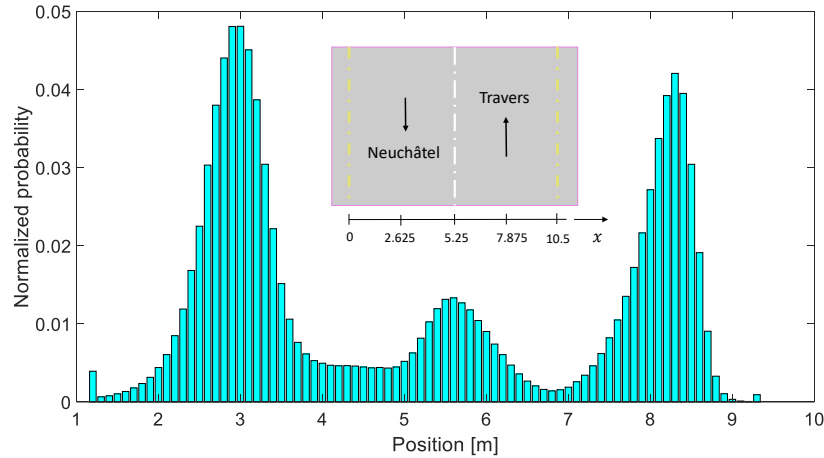 0.05
0.04
0.03
0.02
0.01
0
Normalized probability
Travers
Neuchâtel
0 2.625 5.25 7.875 10.5 x
1 2 3 4 5 6 7 8 9 10
Position [m]